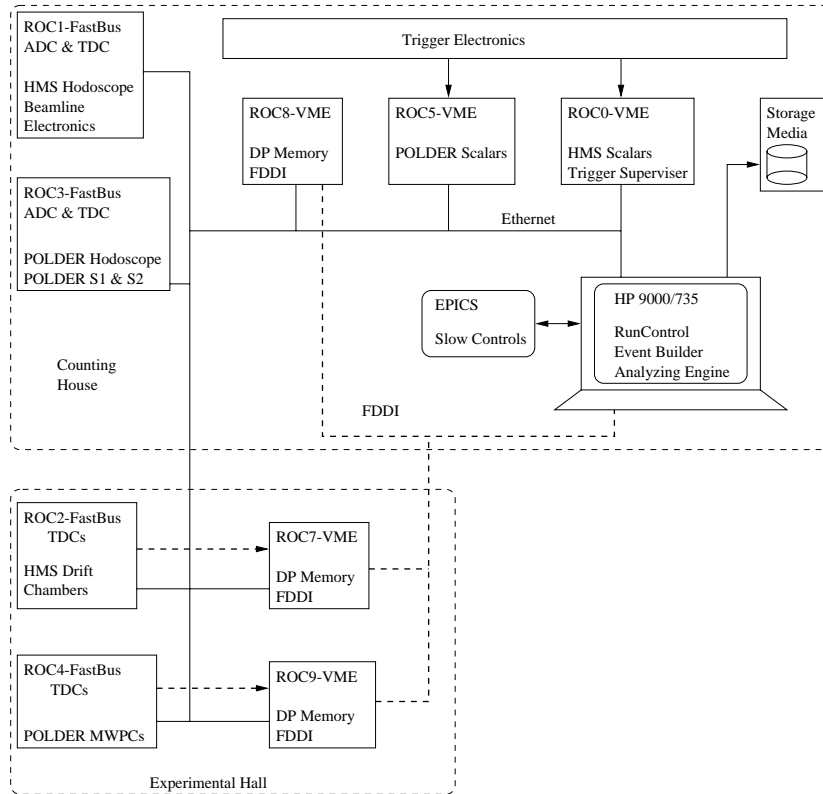 ROC1-FastBus
ADC & TDC
HMS Hodoscope
Beamline
Electronics
Trigger Electronics
ROC8-VME
DP Memory
FDDI
ROC5-VME
POLDER Scalars
ROC0-VME
HMS Scalars
Trigger Superviser
Storage
Media
ROC3-FastBus
ADC & TDC
POLDER Hodoscope
POLDER S1 & S2
Ethernet
EPICS
Slow Controls
HP 9000/735
RunControl
Event Builder
Analyzing Engine
Counting
House
FDDI
ROC2-FastBus
TDCs
HMS Drift
Chambers
ROC7-VME
DP Memory
FDDI
ROC4-FastBus
TDCs
POLDER MWPCs
ROC9-VME
DP Memory
FDDI
Experimental Hall